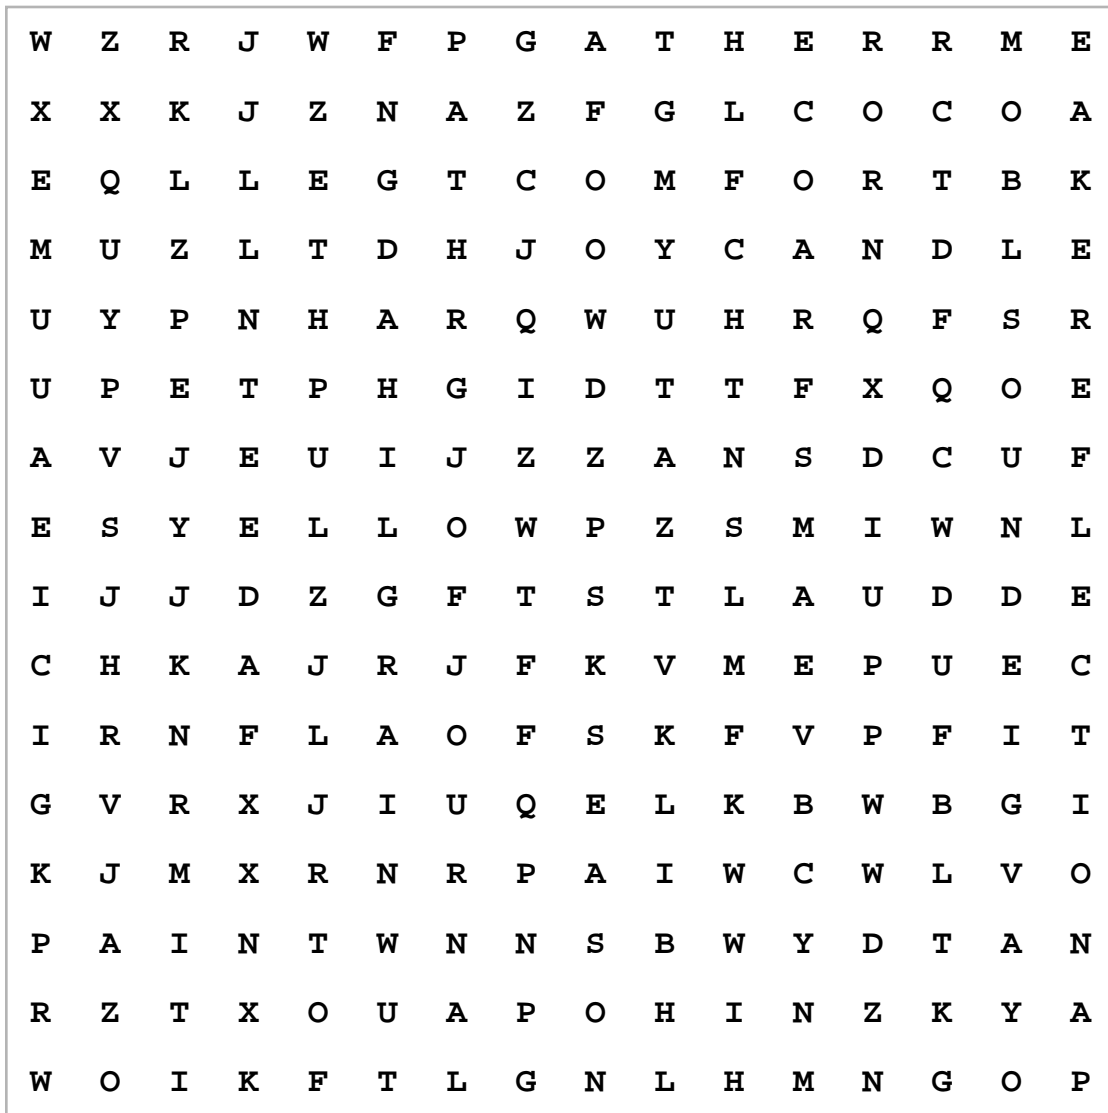 W Z R J W F P G A T H E R R M E
X X K J Z N A Z F G L C O C O A
E Q L L E G T C O M F O R T B K
M U Z L T D H J O Y C A N D L E
U Y P N H A R Q W U H R Q F S R
U P E T P H G I D T T F X Q O E
A V J E U I J Z Z A N S D C U F
E S Y E L L O W P Z S M I W N L
I J J D Z G F T S T L A U D D E
C H K A J R J F K V M E P U E C
I R N F L A O F S K F V P F I T
G V R X J I U Q E L K B W B G I
K J M X R N R P A I W C W L V O
P A I N T W N N S B W Y D T A N
R Z T X O U A P O H I N Z K Y A
W O I K F T L G N L H M N G O P